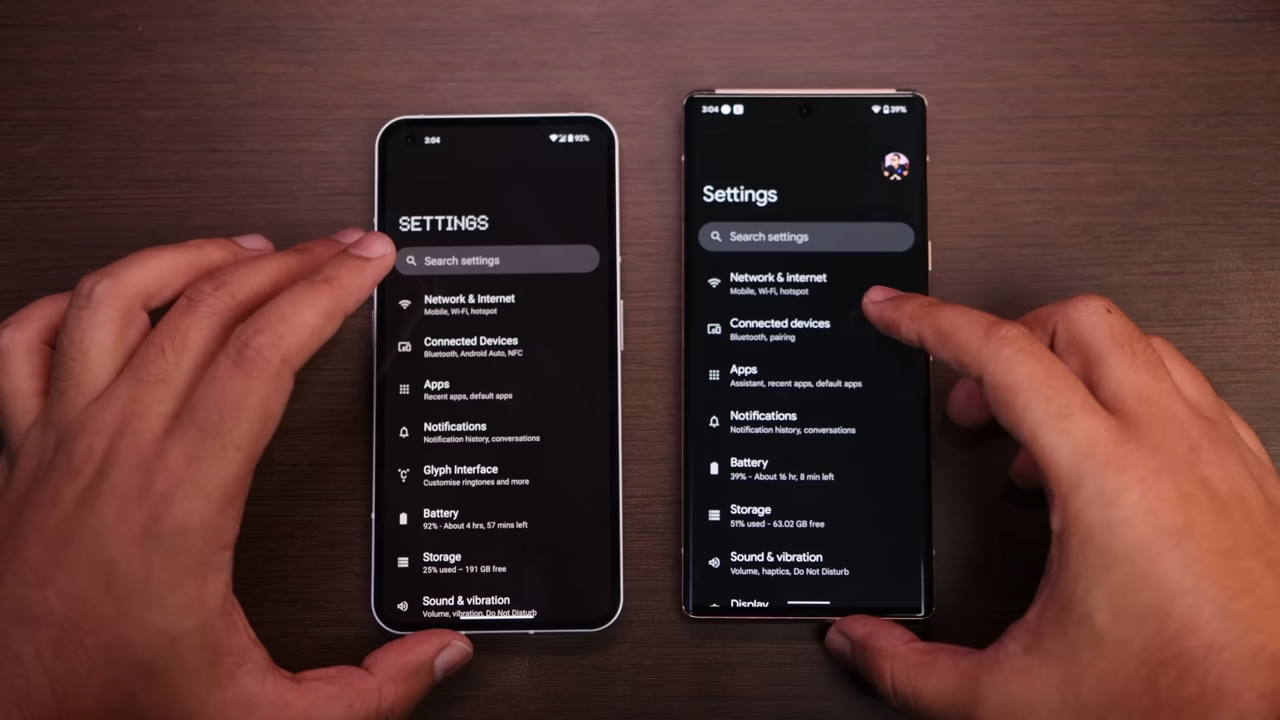 3:04
92%
SETTINGS
Search settings
Network & Internet
Mobile, Wi-Fi, hotspot
Connected Devices
Bluetooth, Android Auto, NFC
Apps
Recent apps, default apps
Notifications
Notification history, conversations
Glyph Interface
Customise ringtones and more
Battery
92% - About 4 hrs, 57 mins left
Storage
25% used – 191 GB free
Sound & vibration
Volume, vibration, Do Not Disturb
3:04
39%
Settings
Search settings
Network & internet
Mobile, Wi-Fi, hotspot
Connected devices
Bluetooth, pairing
Apps
Assistant, recent apps, default apps
Notifications
Notification history, conversations
Battery
39% - About 16 hr, 8 min left
Storage
51% used - 63.02 GB free
Sound & vibration
Volume, haptics, Do Not Disturb
Display